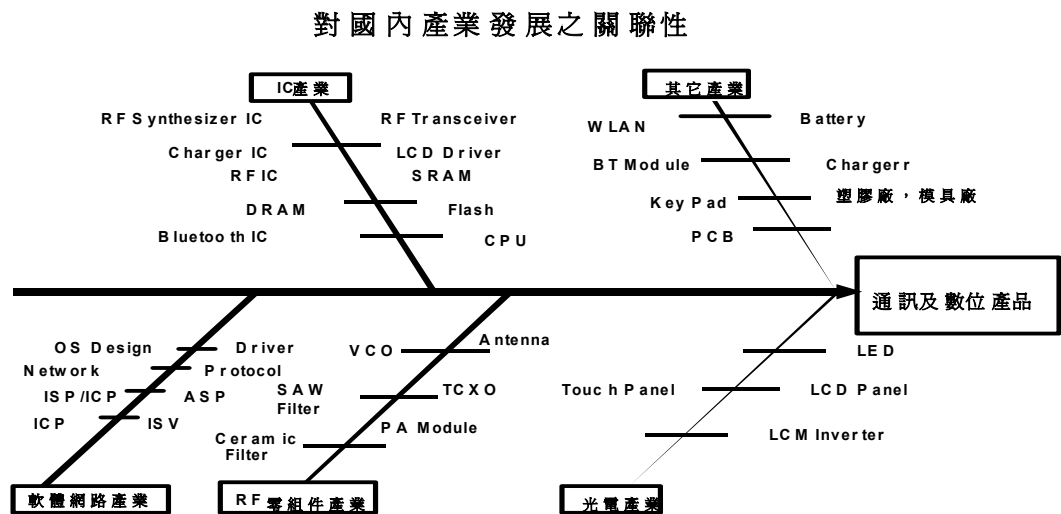 對國內產業發展之關聯性
IC產業
其它產業
RF Synthesizer IC
RF Transceiver
Charger IC
LCD Driver
RFIC
SRAM
DRAM
Flash
Bluetooth IC
CPU
WLAN
Battery
BT Module
Chargerr
Key Pad
塑膠廠，模具廠
PCB
通訊及數位產品
OS Design
Driver
Network
Protocol
ISP/ICP
ASP
ICP
ISV
VCO
Antenna
SAW
Filter
TCXO
Ceramic
Filter
PA Module
LED
Touch Panel
LCD Panel
LCM Inverter
軟體網路產業
RF 零組件產業
光電產業